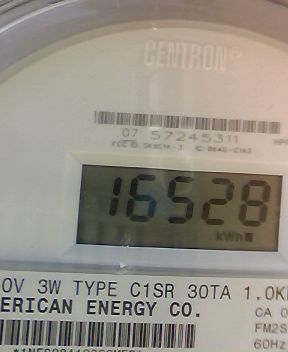 CENTRON
07 57245311
16528
kWh
0V 3W TYPE C1SR 30TA 1.0K
ERICAN ENERGY CO. CA 0
FM2S
60Hz